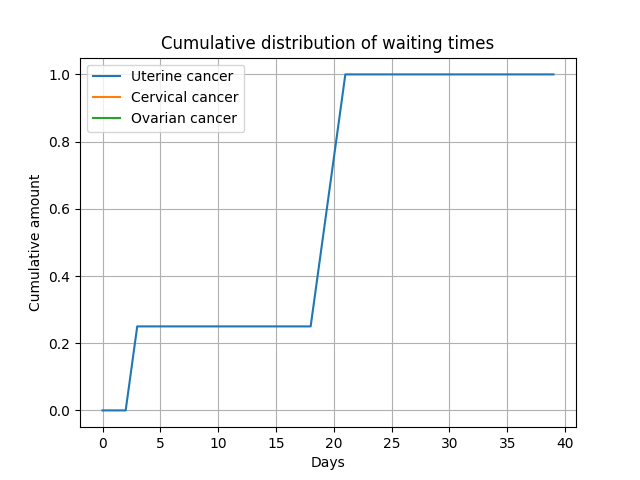 Cumulative distribution of waiting times
Uterine cancer
Cervical cancer
Ovarian cancer
1.0
0.8
0.6
0.4
0.2
0.0
Cumulative amount
0 5 10 15 20 25 30 35 40
Days